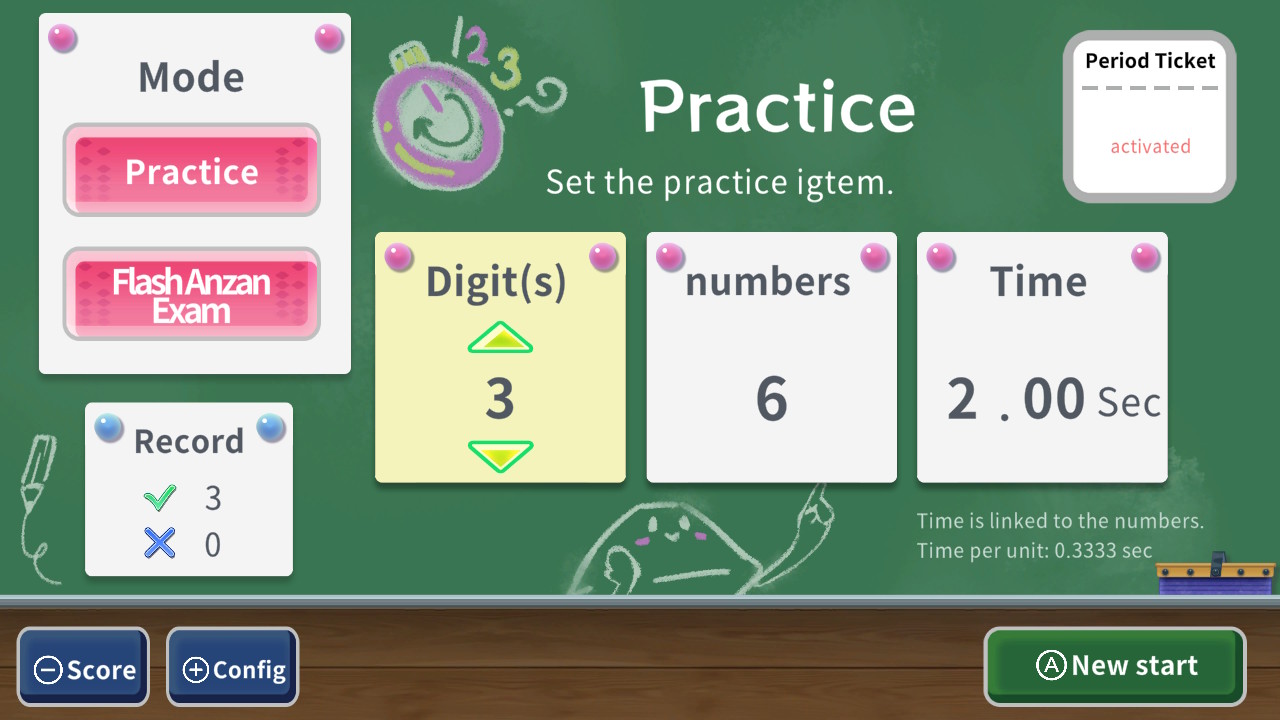 Mode
Practice
Flash Anzan
Exam
Record
3
0
123
Practice
Set the practice igtem.
Period Ticket
activated
Digit(s)
3
numbers
6
Time
2 . 00 Sec
Time is linked to the numbers.
Time per unit: 0.3333 sec
− Score
+ Config
A New start